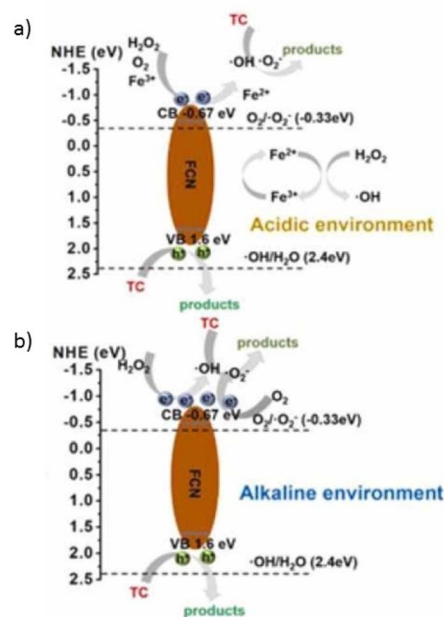 a)
NHE (eV)
-1.5
-1.0
-0.5
0.0
0.5
1.0
1.5
2.0
2.5
H₂O₂
O₂
Fe³⁺
TC
·OH ·O₂⁻
products
e⁻ e⁻
Fe²⁺
CB -0.67 eV
O₂/·O₂⁻ (-0.33eV)
FCN
Fe²⁺ H₂O₂
Fe³⁺ ·OH
Acidic environment
VB 1.6 eV
h⁺ h⁺
·OH/H₂O (2.4eV)
TC
products
b)
NHE (eV)
-1.5
-1.0
-0.5
0.0
0.5
1.0
1.5
2.0
2.5
TC
H₂O₂
·OH ·O₂⁻
products
e⁻ e⁻ e⁻ e⁻
O₂
CB -0.67 eV
O₂/·O₂⁻ (-0.33eV)
FCN
Alkaline environment
VB 1.6 eV
h⁺ h⁺
·OH/H₂O (2.4eV)
TC
products